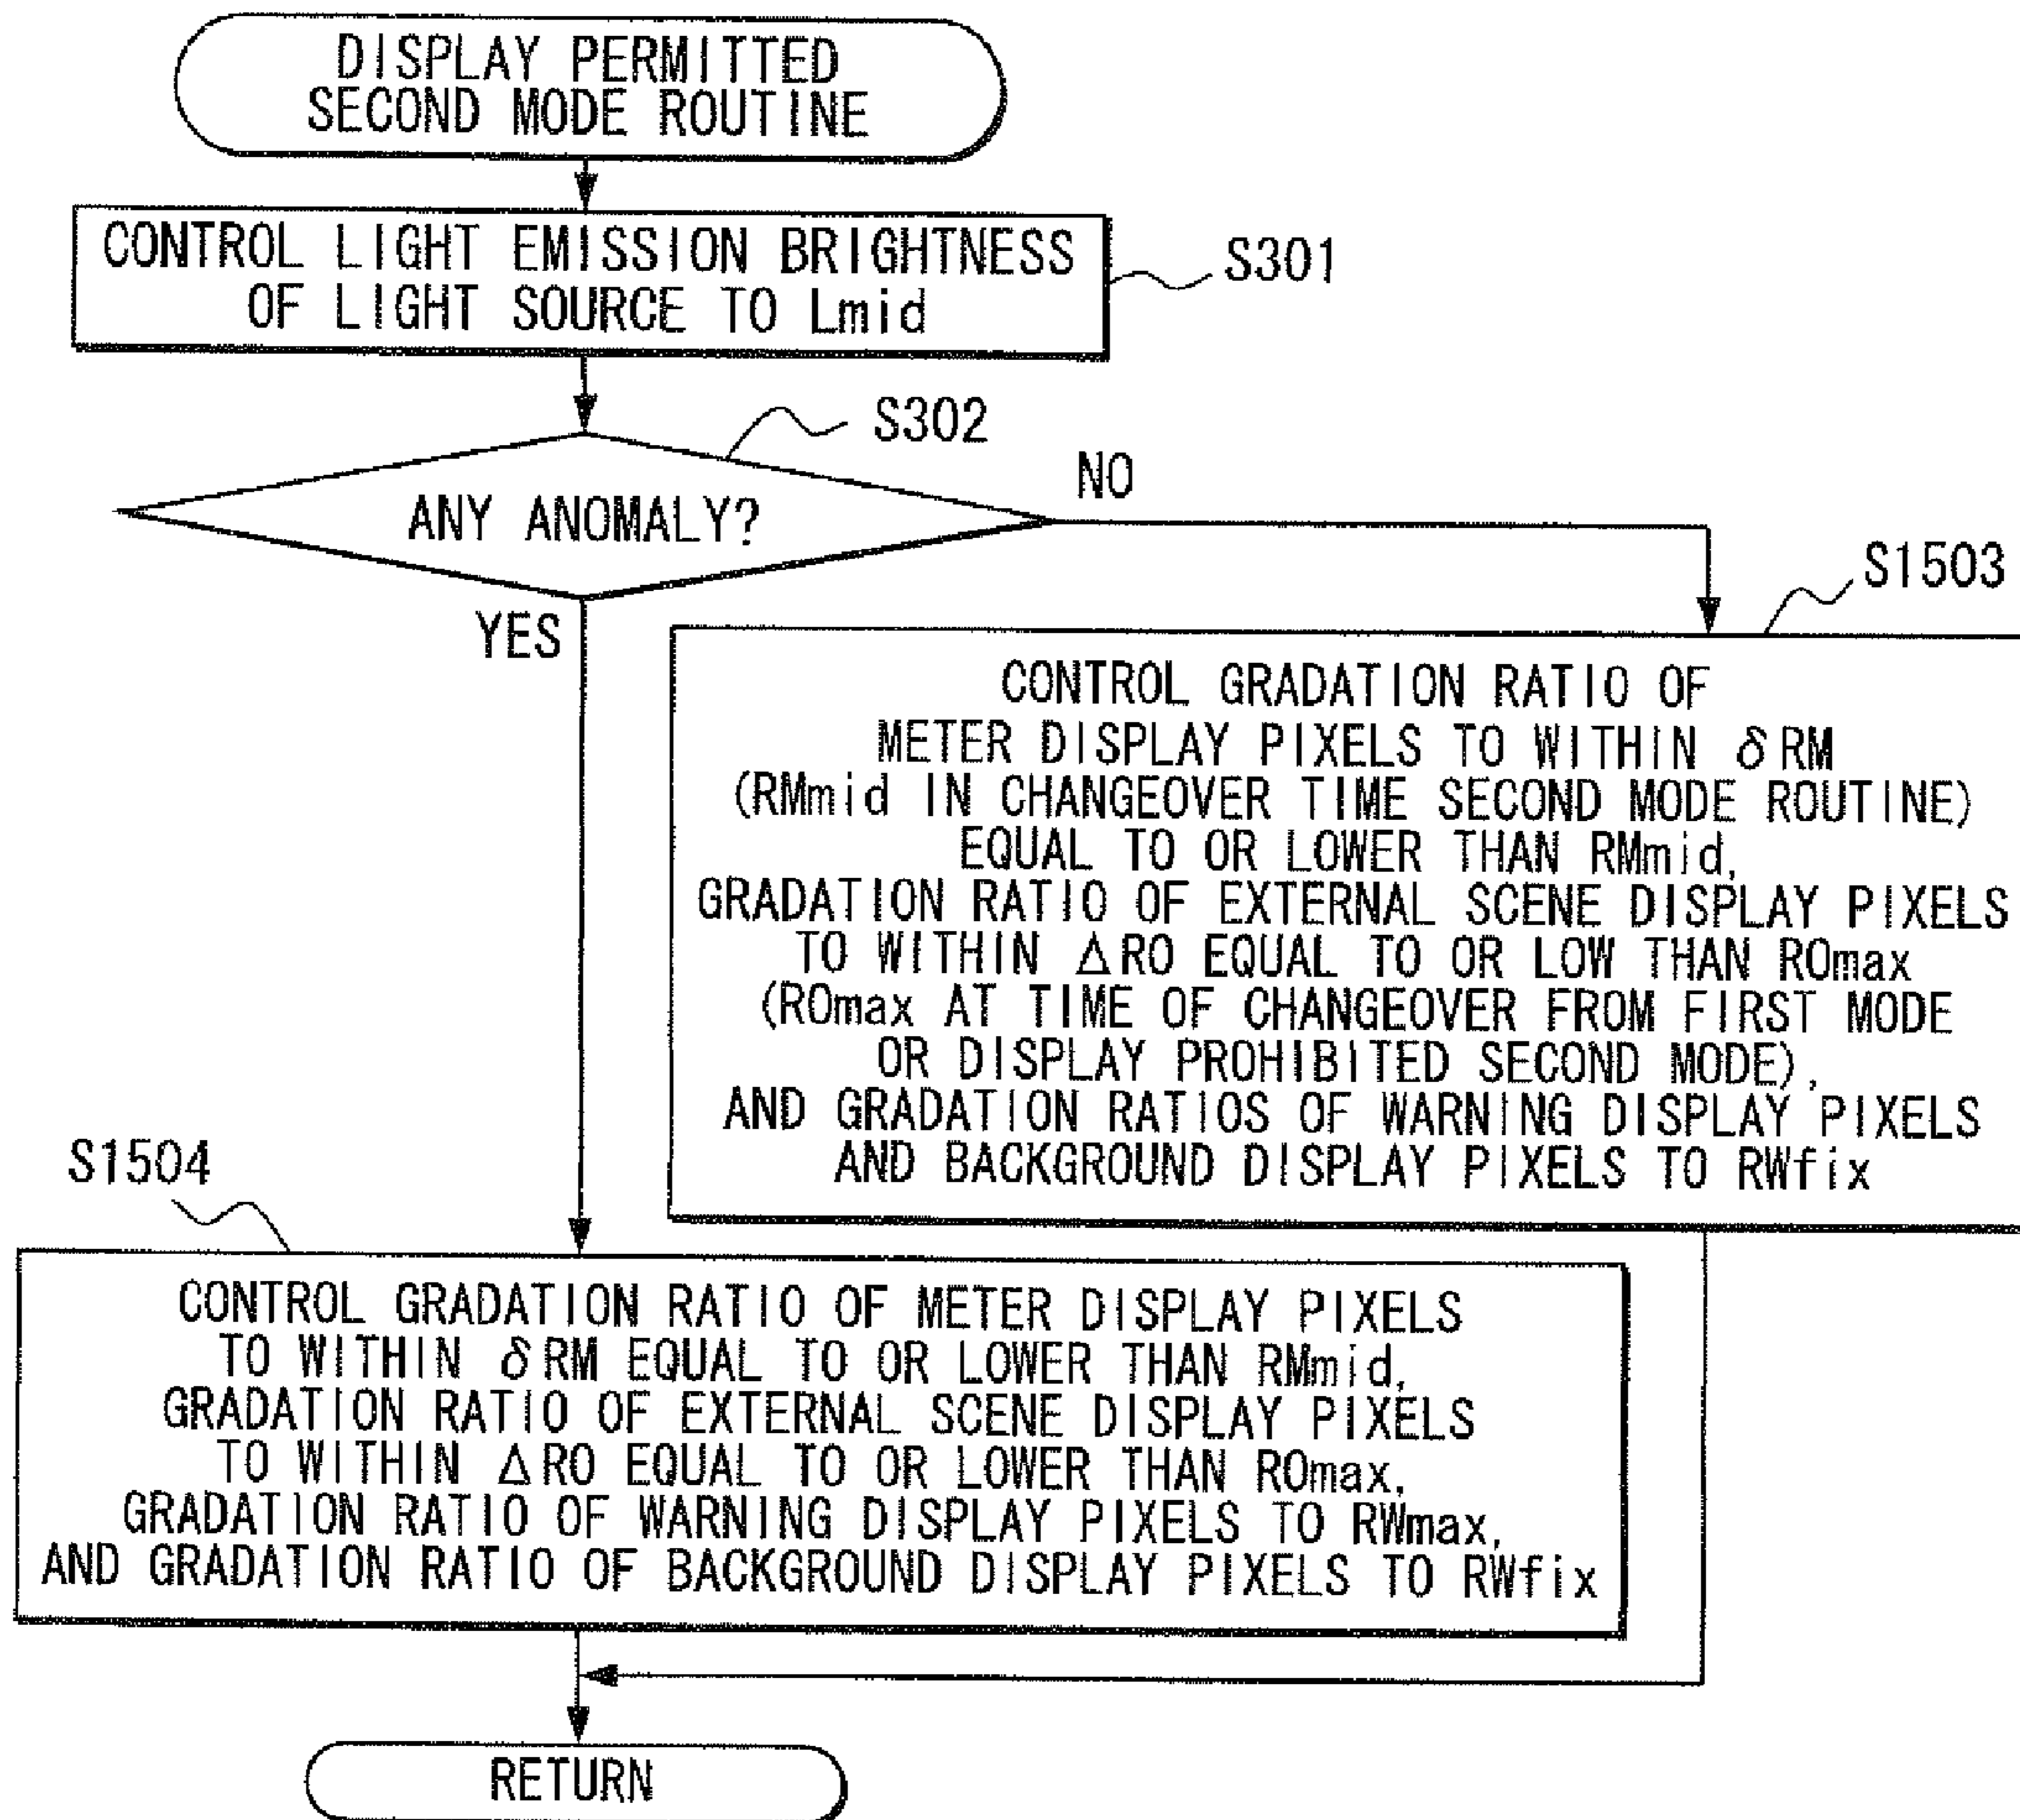 DISPLAY PERMITTED
SECOND MODE ROUTINE
CONTROL LIGHT EMISSION BRIGHTNESS
OF LIGHT SOURCE TO Lmid
S301
S302
ANY ANOMALY?
NO
YES
S1503
CONTROL GRADATION RATIO OF
METER DISPLAY PIXELS TO WITHIN δRM
(RMmid IN CHANGEOVER TIME SECOND MODE ROUTINE)
EQUAL TO OR LOWER THAN RMmid,
GRADATION RATIO OF EXTERNAL SCENE DISPLAY PIXELS
TO WITHIN ΔRO EQUAL TO OR LOW THAN ROmax
(ROmax AT TIME OF CHANGEOVER FROM FIRST MODE
OR DISPLAY PROHIBITED SECOND MODE),
AND GRADATION RATIOS OF WARNING DISPLAY PIXELS
AND BACKGROUND DISPLAY PIXELS TO RWfix
S1504
CONTROL GRADATION RATIO OF METER DISPLAY PIXELS
TO WITHIN δRM EQUAL TO OR LOWER THAN RMmid,
GRADATION RATIO OF EXTERNAL SCENE DISPLAY PIXELS
TO WITHIN ΔRO EQUAL TO OR LOWER THAN ROmax,
GRADATION RATIO OF WARNING DISPLAY PIXELS TO RWmax,
AND GRADATION RATIO OF BACKGROUND DISPLAY PIXELS TO RWfix
RETURN